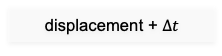 displacement + Δt